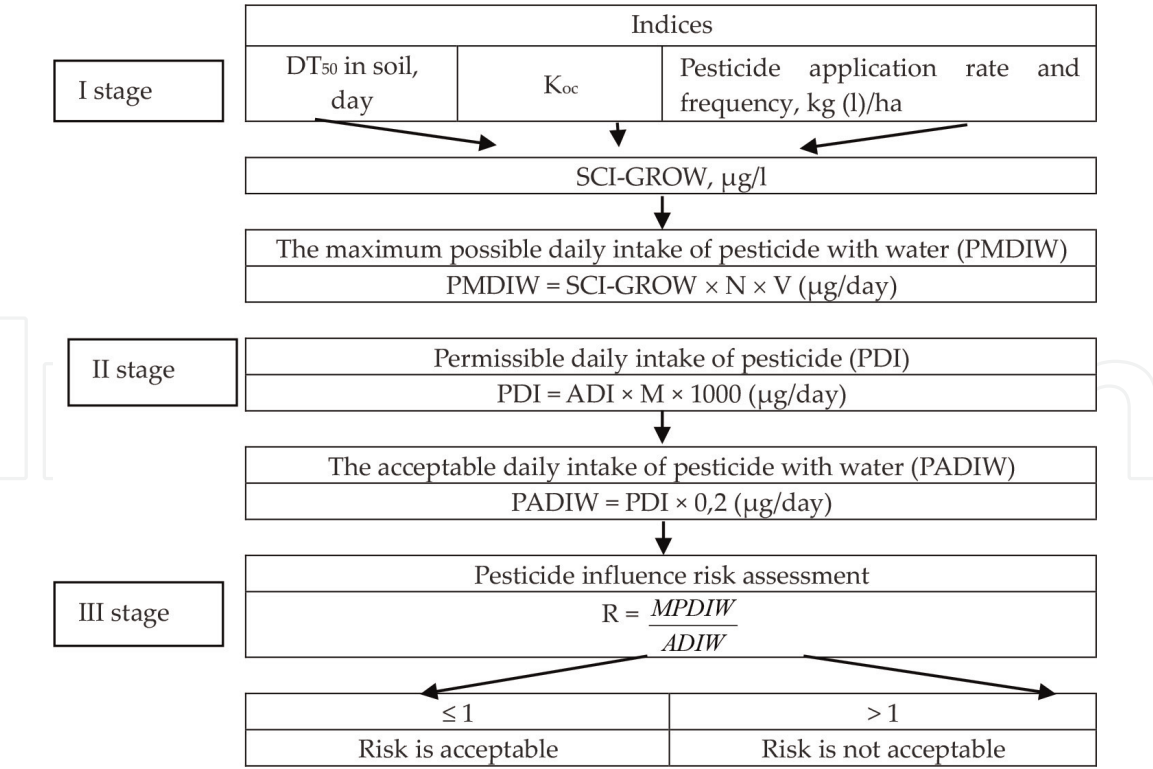 Indices
I stage
DT50 in soil,
day
Koc
Pesticide application rate and
frequency, kg (l)/ha
SCI-GROW, µg/l
The maximum possible daily intake of pesticide with water (PMDIW)
PMDIW = SCI-GROW × N × V (µg/day)
II stage
Permissible daily intake of pesticide (PDI)
PDI = ADI × M × 1000 (µg/day)
The acceptable daily intake of pesticide with water (PADIW)
PADIW = PDI × 0,2 (µg/day)
III stage
Pesticide influence risk assessment
R = MPDIW
ADIW
≤ 1
> 1
Risk is acceptable
Risk is not acceptable